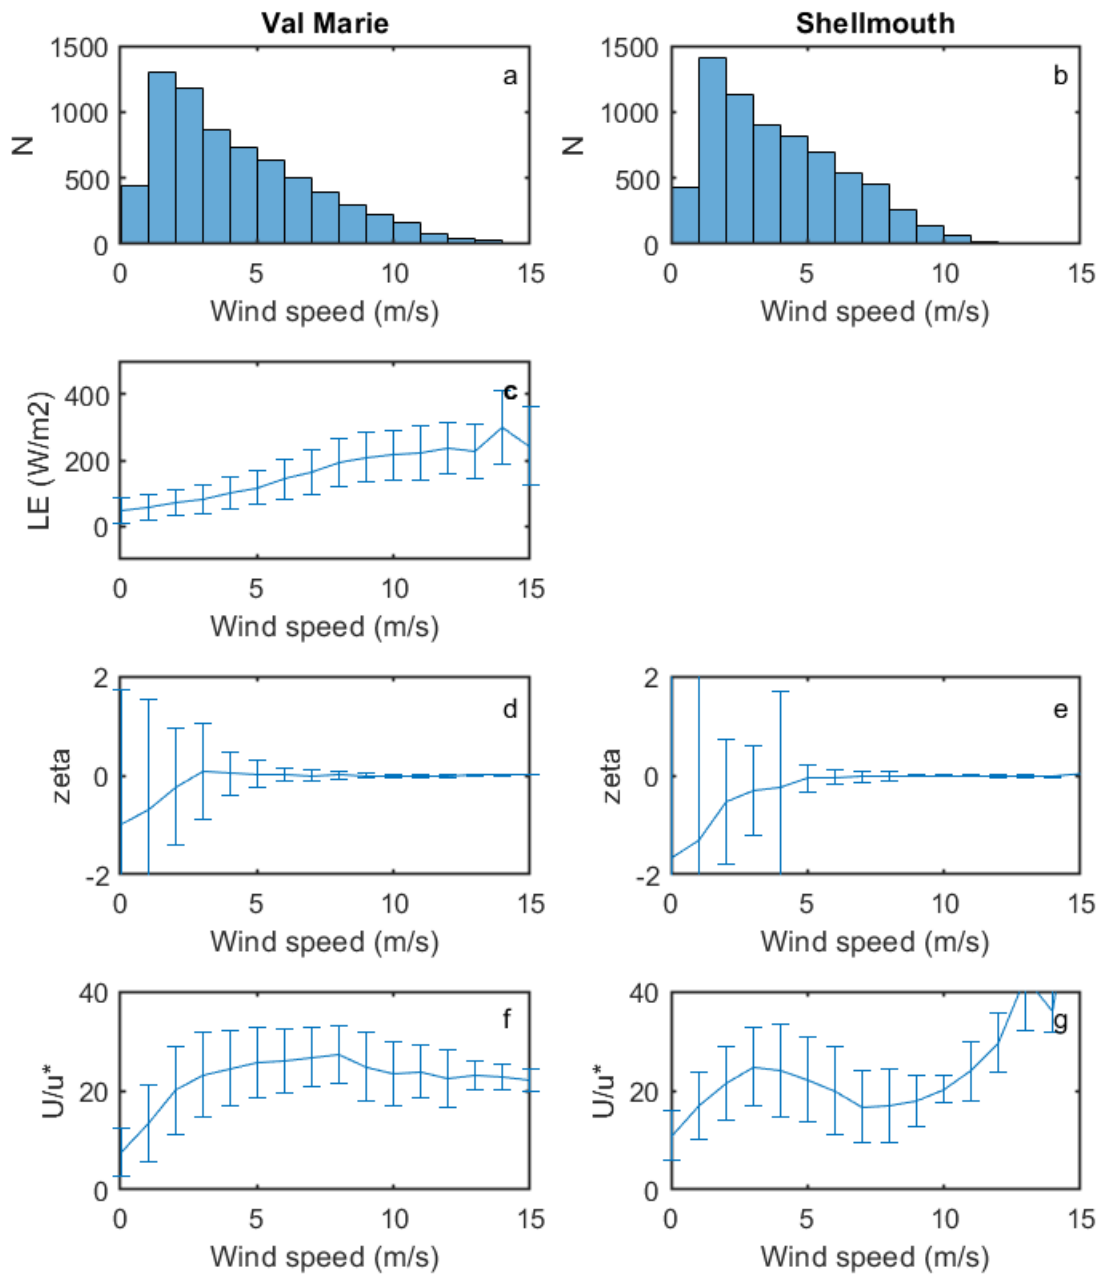 Val Marie
Shellmouth
1500
1000
500
0
N
a
0 5 10 15
Wind speed (m/s)
1500
1000
500
0
N
b
0 5 10 15
Wind speed (m/s)
400
200
0
LE (W/m2)
c
0 5 10 15
Wind speed (m/s)
2
0
-2
zeta
d
0 5 10 15
Wind speed (m/s)
2
0
-2
zeta
e
0 5 10 15
Wind speed (m/s)
40
20
0
U/u*
f
0 5 10 15
Wind speed (m/s)
40
20
0
U/u*
g
0 5 10 15
Wind speed (m/s)